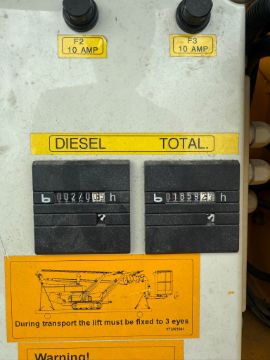 F2
10 AMP
F3
10 AMP
DIESEL
TOTAL.
h
h
During transport the lift must be fixed to 3 eyes
Warning!